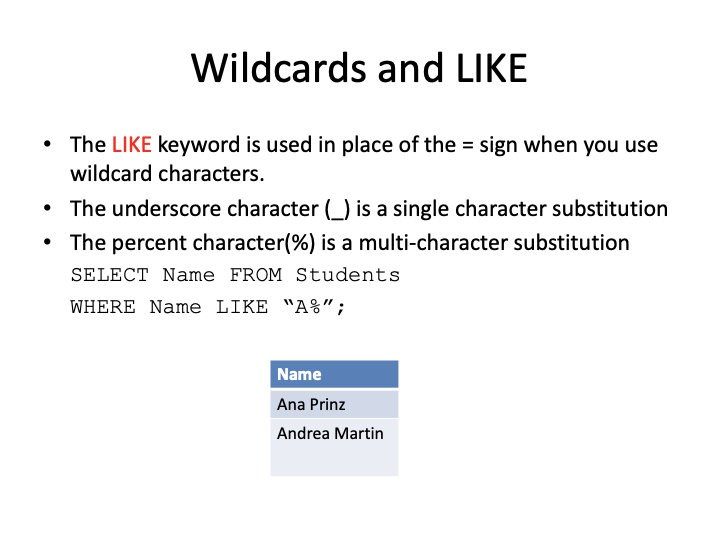 Wildcards and LIKE
• The LIKE keyword is used in place of the = sign when you use
wildcard characters.
• The underscore character (_) is a single character substitution
• The percent character(%) is a multi-character substitution
SELECT Name FROM Students
WHERE Name LIKE “A%”;
Name
Ana Prinz
Andrea Martin